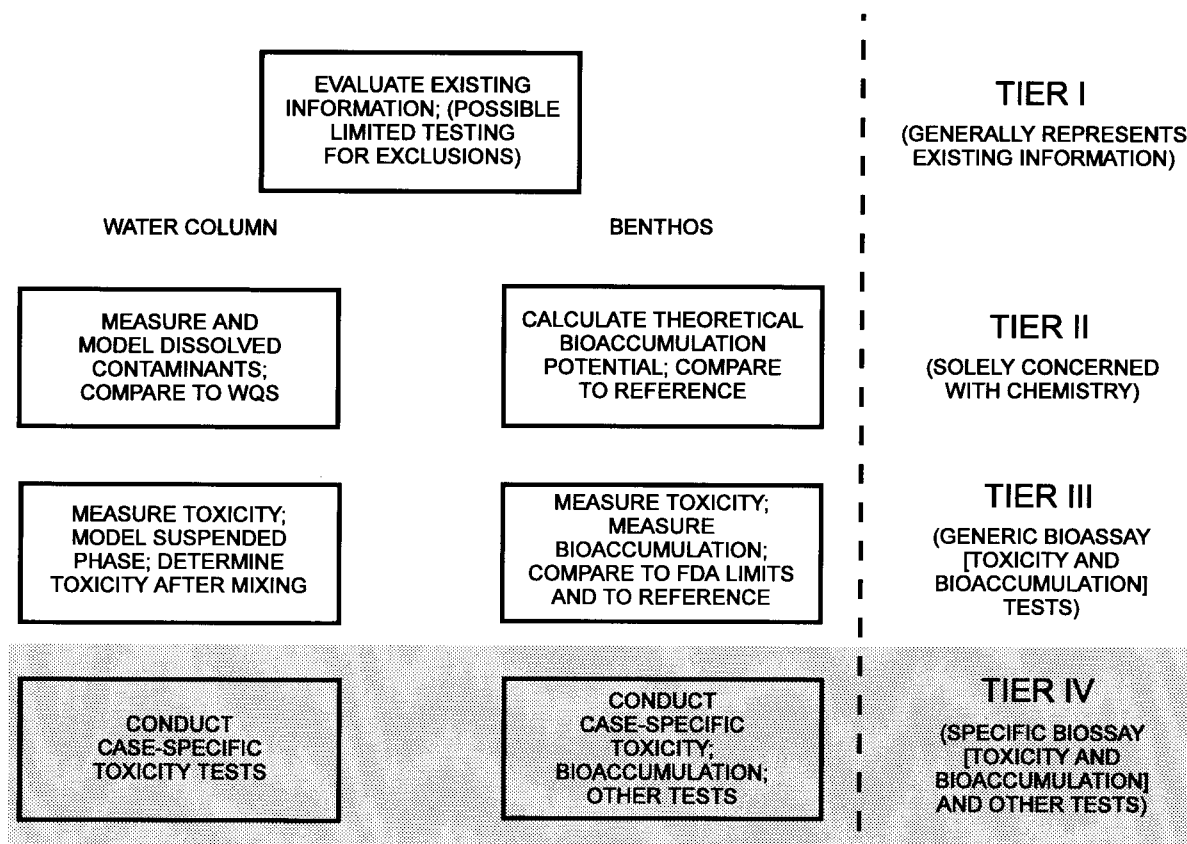 EVALUATE EXISTING
INFORMATION; (POSSIBLE
LIMITED TESTING
FOR EXCLUSIONS)
TIER I
(GENERALLY REPRESENTS
EXISTING INFORMATION)
WATER COLUMN
BENTHOS
MEASURE AND
MODEL DISSOLVED
CONTAMINANTS;
COMPARE TO WQS
CALCULATE THEORETICAL
BIOACCUMULATION
POTENTIAL; COMPARE
TO REFERENCE
TIER II
(SOLELY CONCERNED
WITH CHEMISTRY)
MEASURE TOXICITY;
MODEL SUSPENDED
PHASE; DETERMINE
TOXICITY AFTER MIXING
MEASURE TOXICITY;
MEASURE
BIOACCUMULATION;
COMPARE TO FDA LIMITS
AND TO REFERENCE
TIER III
(GENERIC BIOASSAY
[TOXICITY AND
BIOACCUMULATION]
TESTS)
CONDUCT
CASE-SPECIFIC
TOXICITY TESTS
CONDUCT
CASE-SPECIFIC
TOXICITY;
BIOACCUMULATION;
OTHER TESTS
TIER IV
(SPECIFIC BIOSSAY
[TOXICITY AND
BIOACCUMULATION]
AND OTHER TESTS)